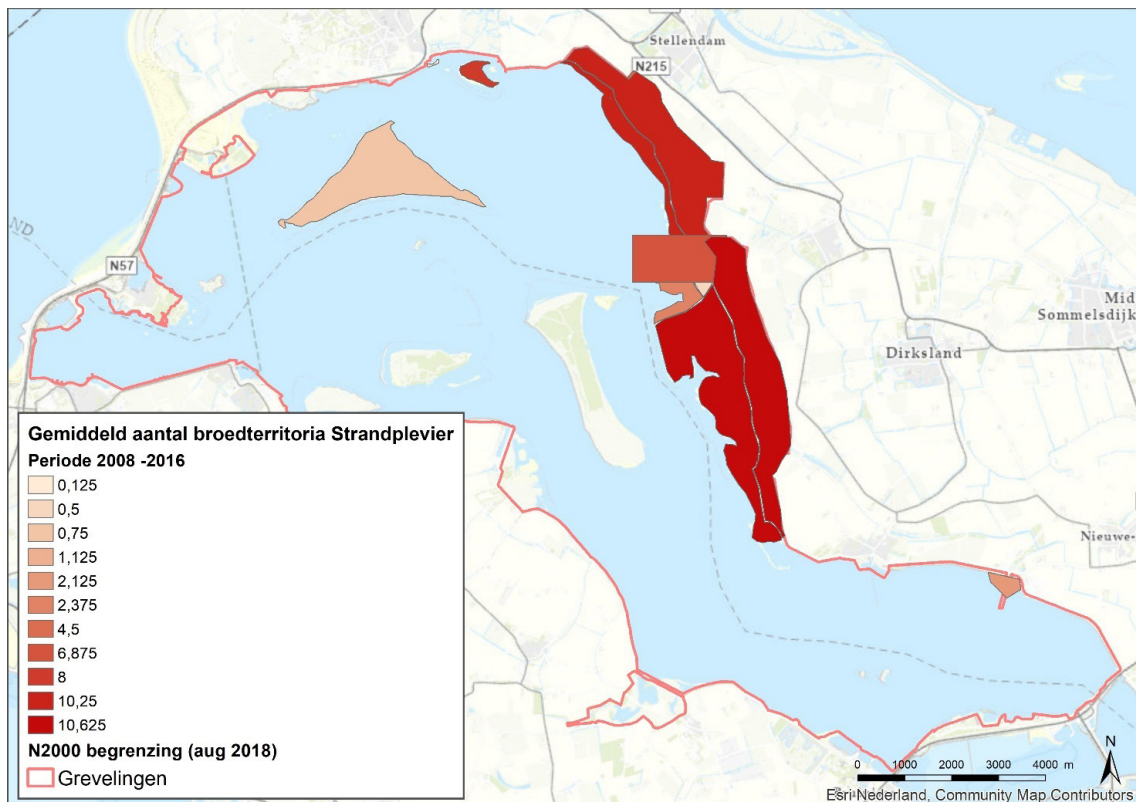 Stellendam
N215
ND
N57
Mid
Sommelsdijk
Dirksland
Nieuwe-
Gemiddeld aantal broedterritoria Strandplevier
Periode 2008 -2016
0,125
0,5
0,75
1,125
2,125
2,375
4,5
6,875
8
10,25
10,625
N2000 begrenzing (aug 2018)
Grevelingen
N
0 1000 2000 3000 4000 m
Esri Nederland, Community Map Contributors